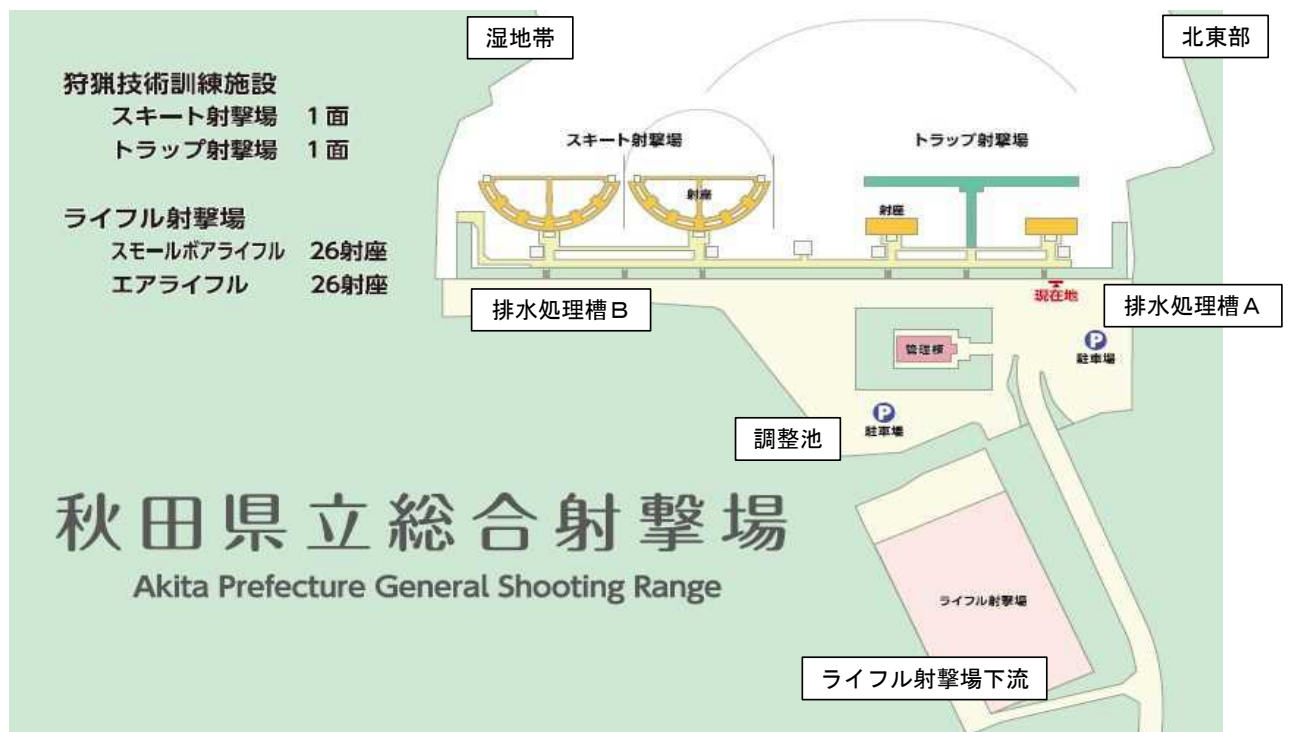 湿地帯
北東部
狩猟技術訓練施設
スキート射撃場 1面
トラップ射撃場 1面
ライフル射撃場
スモールボアライフル 26射座
エアライフル 26射座
スキート射撃場
トラップ射撃場
射座
射座
排水処理槽B
現在地
排水処理槽A
管理棟
P
駐車場
P
駐車場
調整池
秋田県立総合射撃場
Akita Prefecture General Shooting Range
ライフル射撃場
ライフル射撃場下流